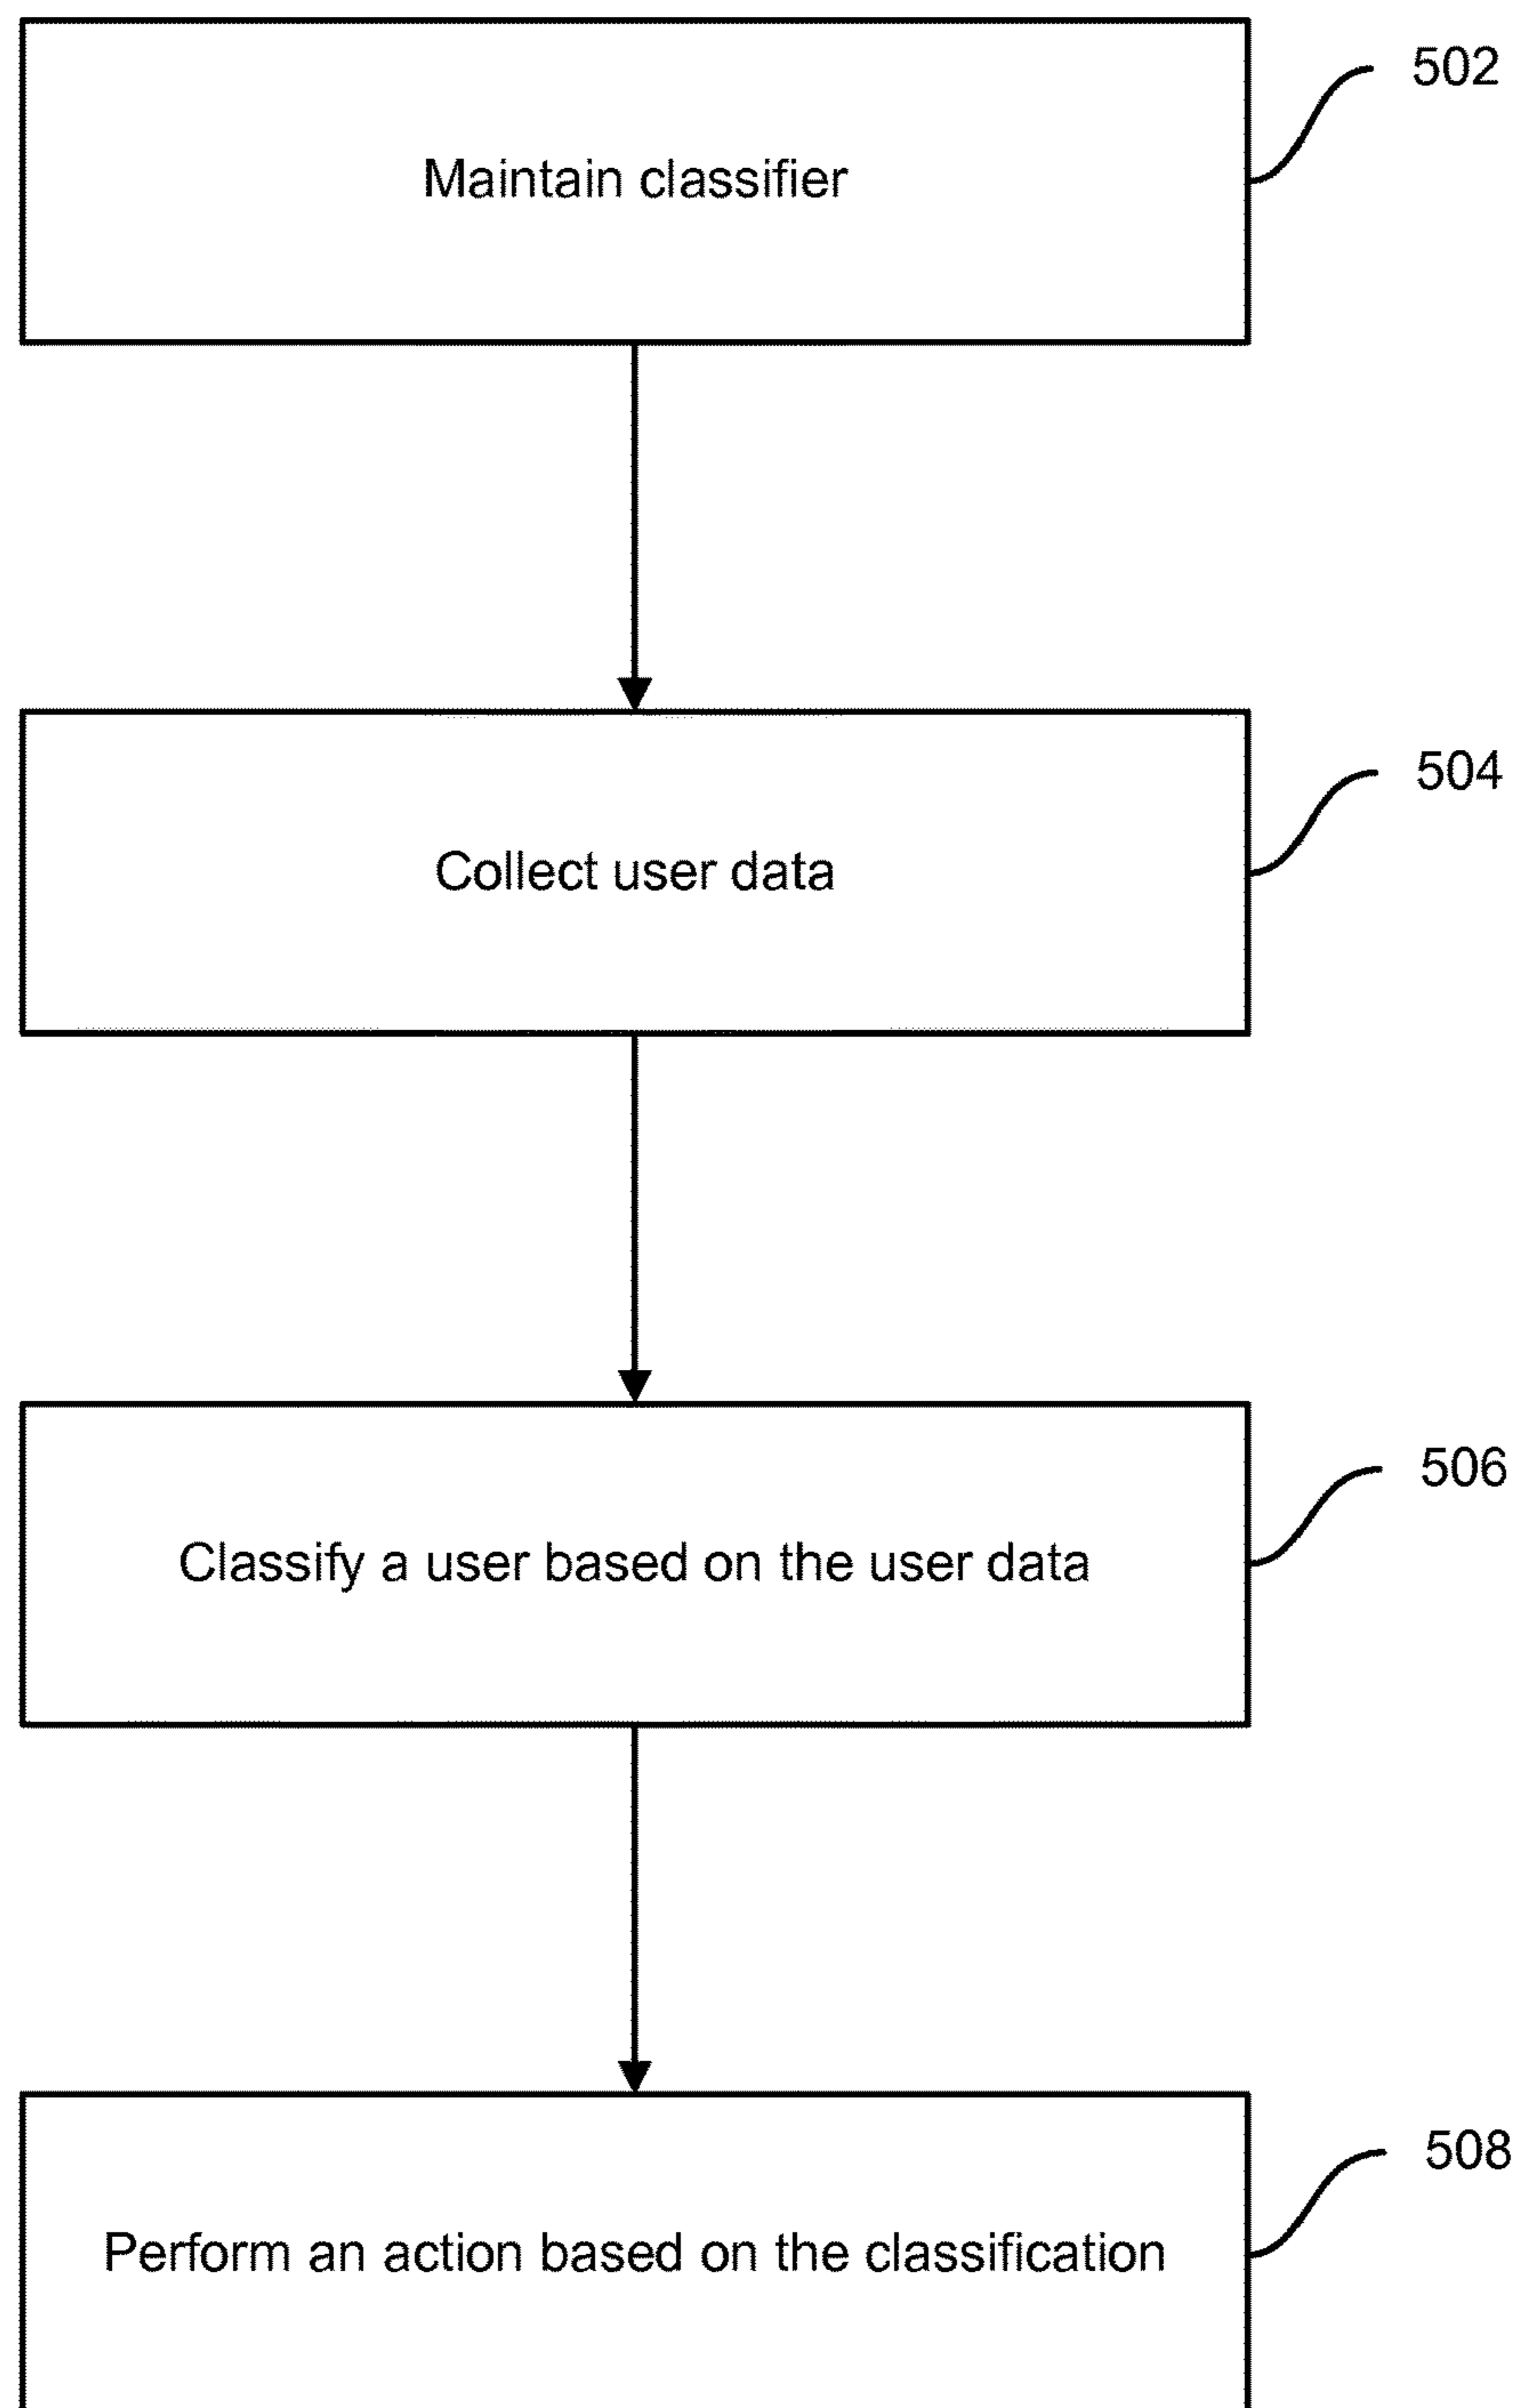 502
Maintain classifier
504
Collect user data
506
Classify a user based on the user data
508
Perform an action based on the classification